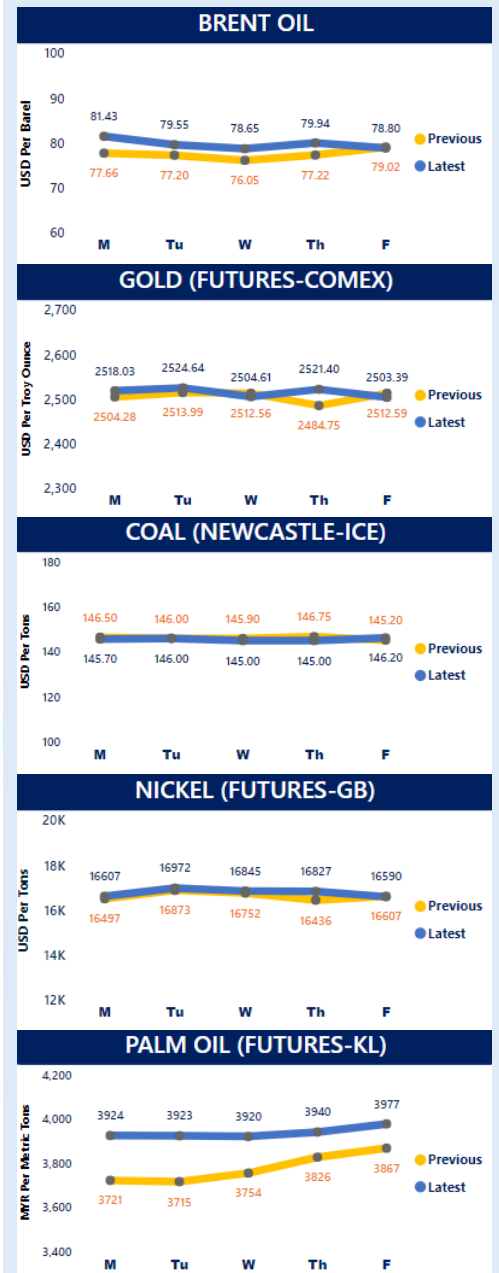 BRENT OIL
100
90
80
70
60
USD Per Barel
81.43 79.55 78.65 79.94 78.80
77.66 77.20 76.05 77.22 79.02
Previous
Latest
M Tu W Th F
GOLD (FUTURES-COMEX)
2,700
2,600
2,500
2,400
2,300
USD Per Troy Ounce
2518.03 2524.64 2504.61 2521.40 2503.39
2504.28 2513.99 2512.56 2484.75 2512.59
Previous
Latest
M Tu W Th F
COAL (NEWCASTLE-ICE)
180
160
140
120
100
USD Per Tons
146.50 146.00 145.90 146.75 145.20
145.70 146.00 145.00 145.00 146.20
Previous
Latest
M Tu W Th F
NICKEL (FUTURES-GB)
20K
18K
16K
14K
12K
USD Per Tons
16607 16972 16845 16827 16590
16497 16873 16752 16436 16607
Previous
Latest
M Tu W Th F
PALM OIL (FUTURES-KL)
4,200
4,000
3,800
3,600
3,400
MYR Per Metric Tons
3924 3923 3920 3940 3977
3721 3715 3754 3826 3867
Previous
Latest
M Tu W Th F